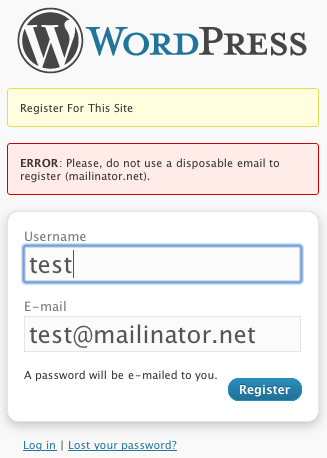 WORDPRESS
Register For This Site
ERROR: Please, do not use a disposable email to
register (mailinator.net).
Username
test
E-mail
test@mailinator.net
A password will be e-mailed to you.
Register
Log in | Lost your password?